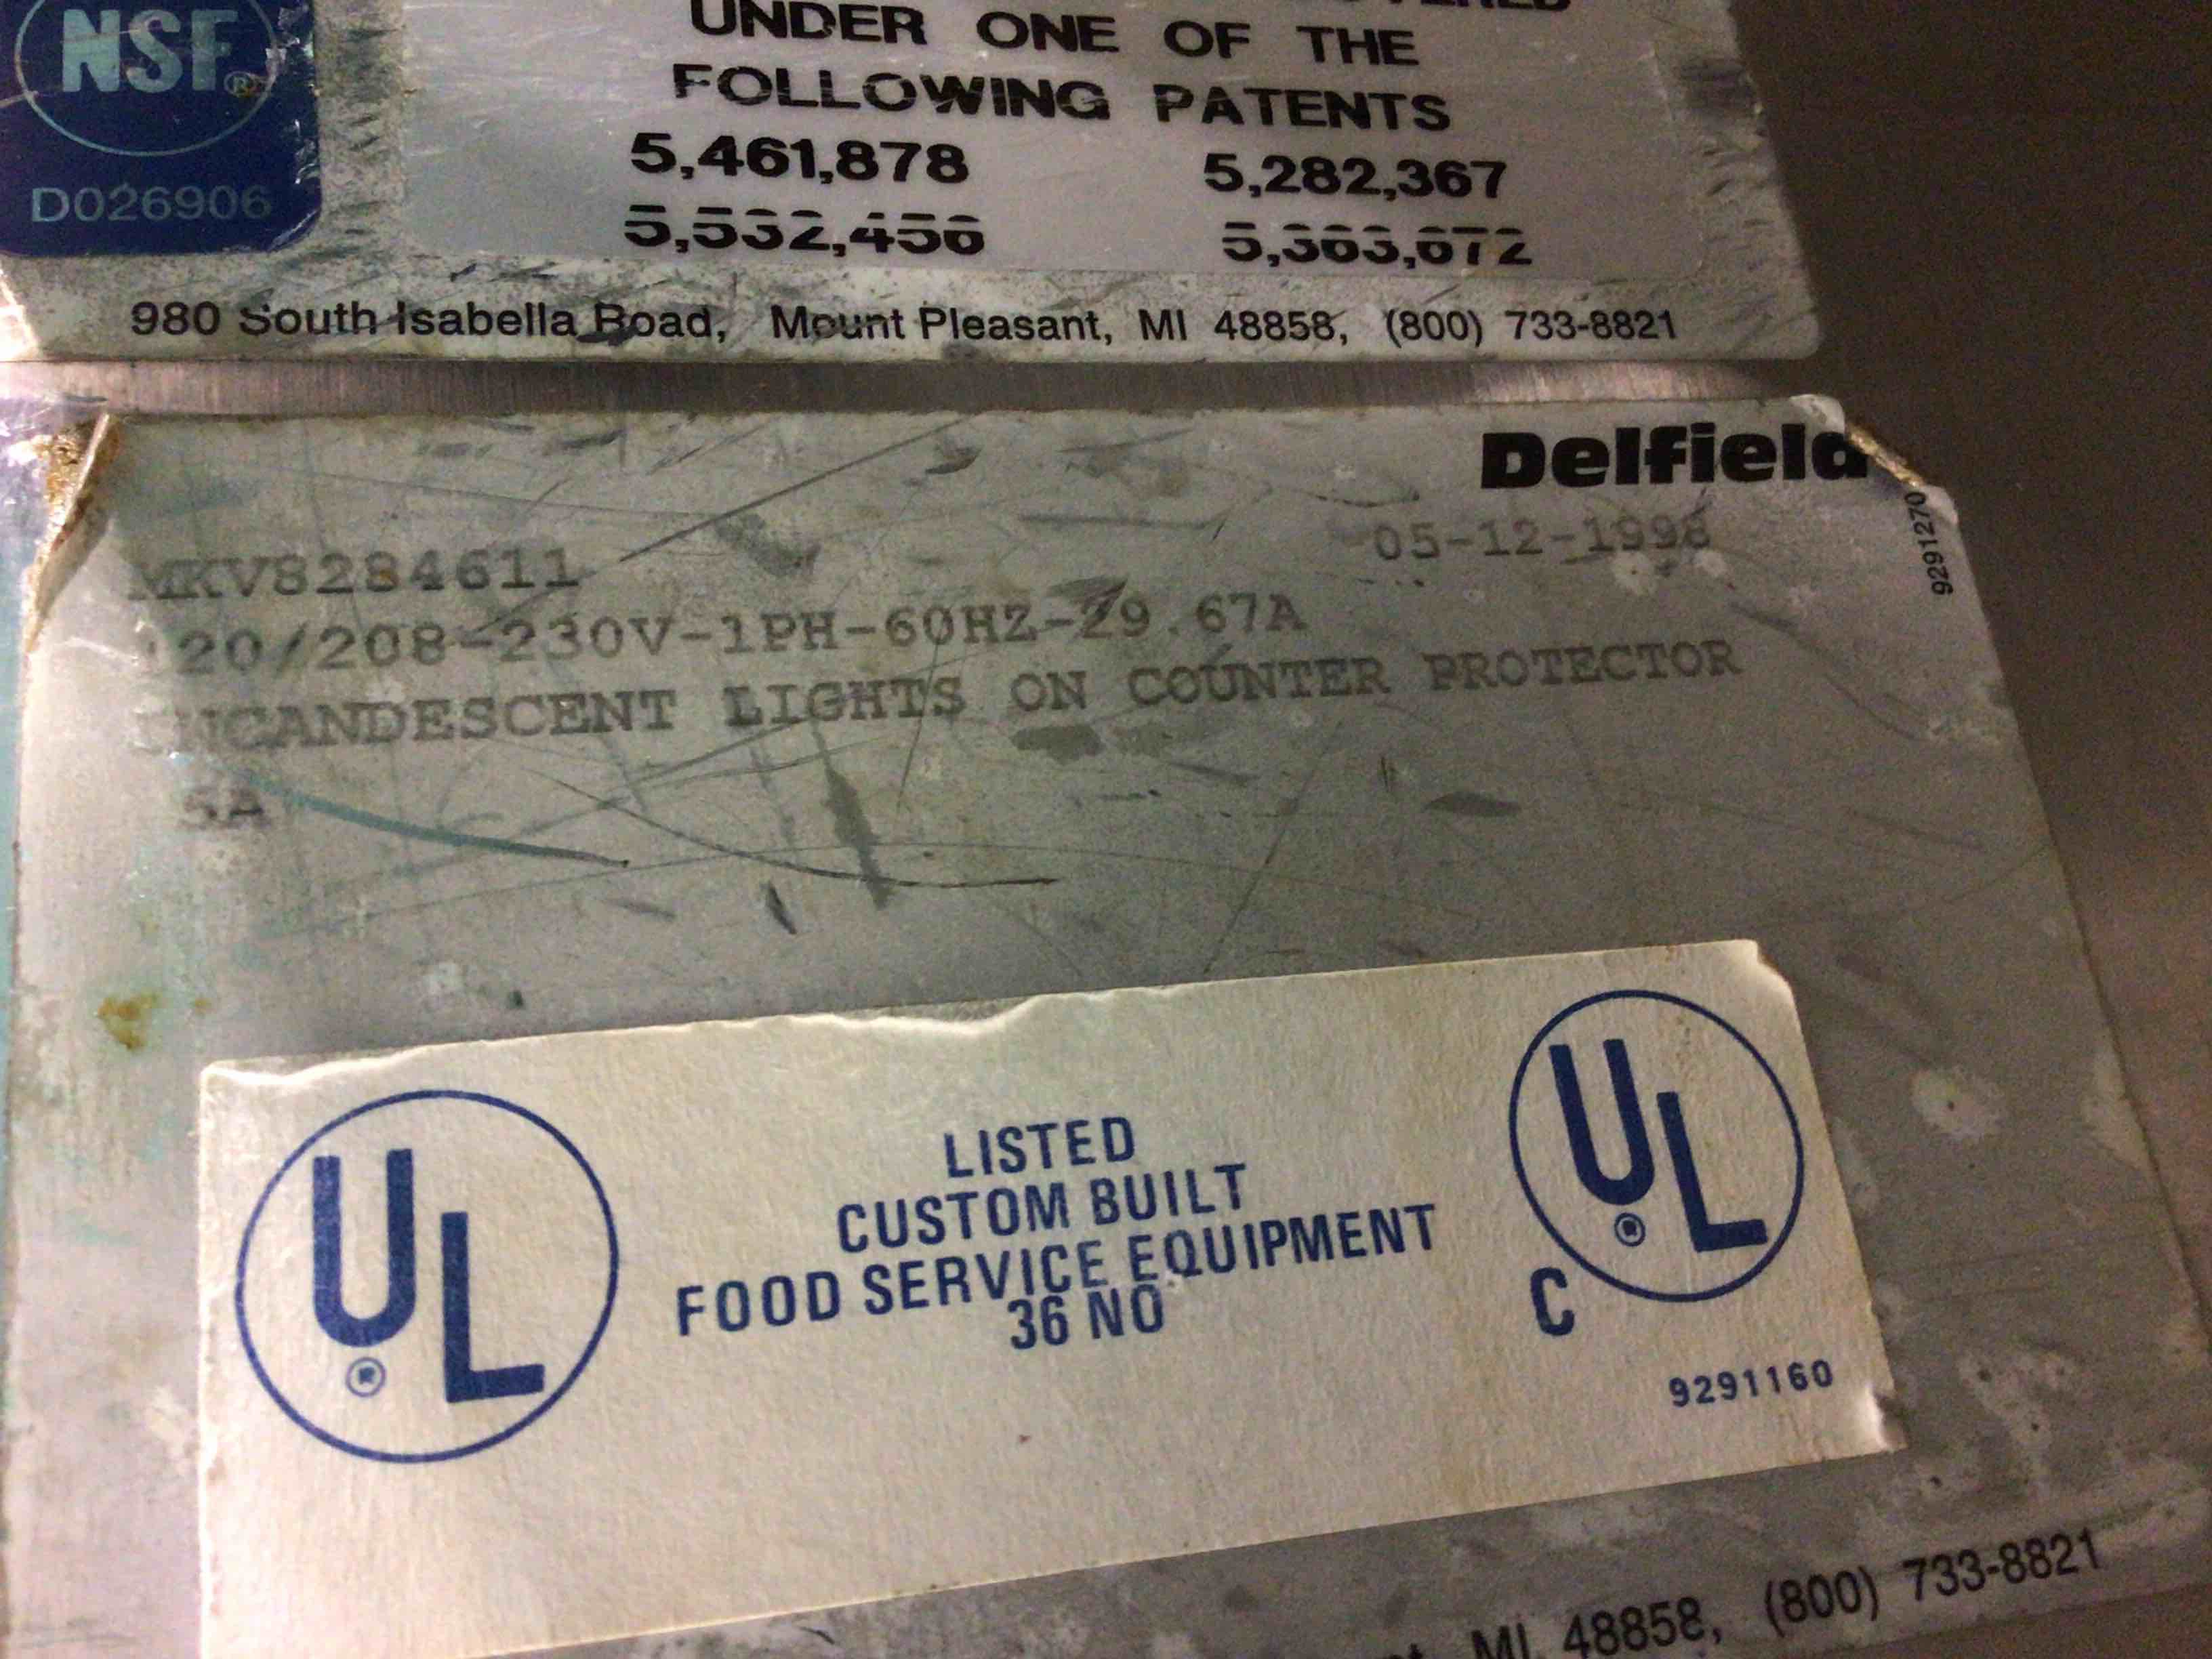 NSF®
D026906
UNDER ONE OF THE
FOLLOWING PATENTS
5,461,878 5,282,367
5,532,456 5,363,672
980 South Isabella Road, Mount Pleasant, MI 48858, (800) 733-8821
Delfield
9291270
05-12-1998
MKV8284611
120/208-230V-1PH-60HZ-29.67A
INCANDESCENT LIGHTS ON COUNTER PROTECTOR
5A
UL®
LISTED
CUSTOM BUILT
FOOD SERVICE EQUIPMENT
36 NO
C UL®
9291160
MI 48858, (800) 733-8821